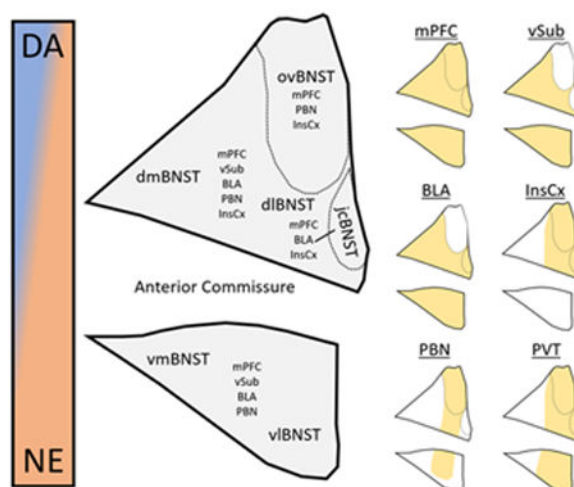 DA
NE
ovBNST
mPFC
PBN
InsCx
dmBNST
mPFC
vSub
BLA
PBN
InsCx
dlBNST
mPFC
BLA
InsCx
jcBNST
Anterior Commissure
vmBNST
mPFC
vSub
BLA
PBN
vlBNST
mPFC
vSub
BLA
InsCx
PBN
PVT